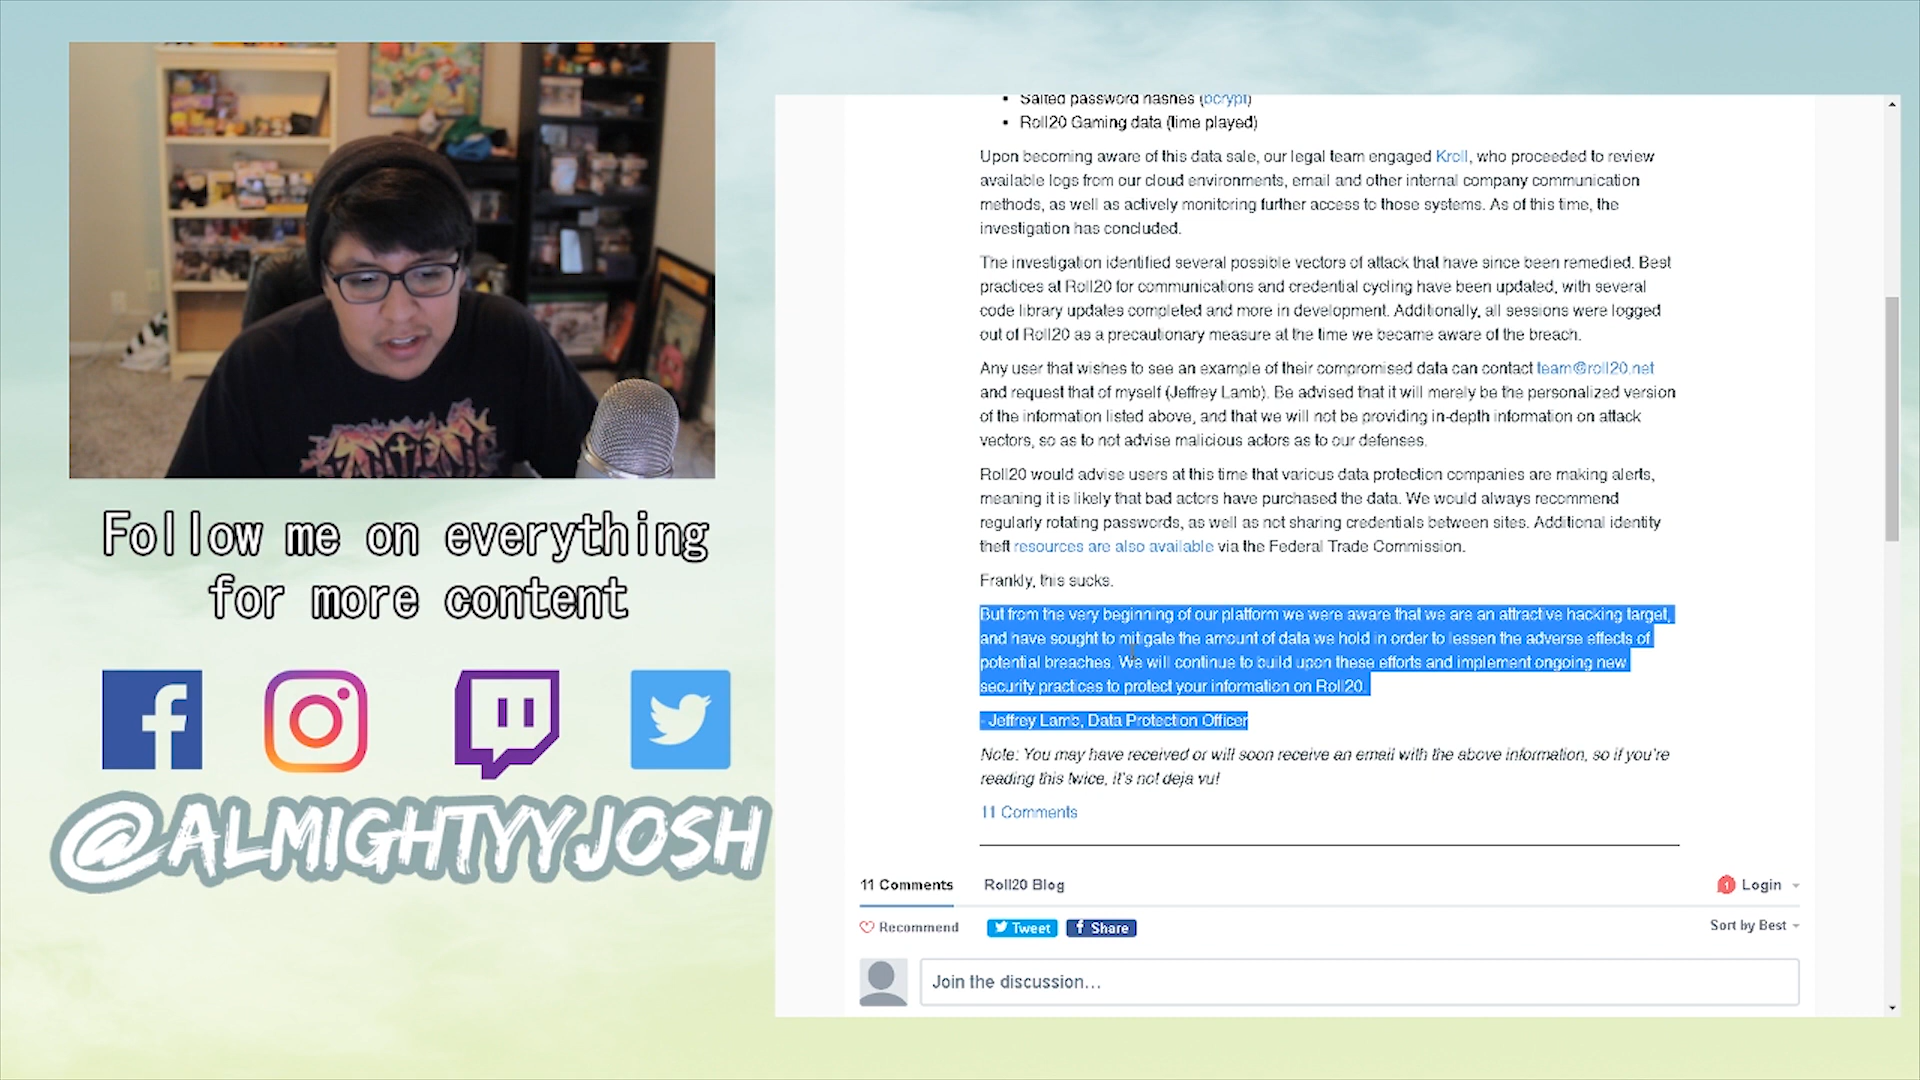 Follow me on everything
for more content
@ALMIGHTYYJOSH
• Salted password hashes (bcrypt)
• Roll20 Gaming data (time played)
Upon becoming aware of this data sale, our legal team engaged Kroll, who proceeded to review
available logs from our cloud environments, email and other internal company communication
methods, as well as actively monitoring further access to those systems. As of this time, the
investigation has concluded.
The investigation identified several possible vectors of attack that have since been remedied. Best
practices at Roll20 for communications and credential cycling have been updated, with several
code library updates completed and more in development. Additionally, all sessions were logged
out of Roll20 as a precautionary measure at the time we became aware of the breach.
Any user that wishes to see an example of their compromised data can contact team@roll20.net
and request that of myself (Jeffrey Lamb). Be advised that it will merely be the personalized version
of the information listed above, and that we will not be providing in-depth information on attack
vectors, so as to not advise malicious actors as to our defenses.
Roll20 would advise users at this time that various data protection companies are making alerts,
meaning it is likely that bad actors have purchased the data. We would always recommend
regularly rotating passwords, as well as not sharing credentials between sites. Additional identity
theft resources are also available via the Federal Trade Commission.
Frankly, this sucks.
But from the very beginning of our platform we were aware that we are an attractive hacking target,
and have sought to mitigate the amount of data we hold in order to lessen the adverse effects of
potential breaches. We will continue to build upon these efforts and implement ongoing new
security practices to protect your information on Roll20.
- Jeffrey Lamb, Data Protection Officer
Note: You may have received or will soon receive an email with the above information, so if you're
reading this twice, it's not deja vu!
11 Comments
11 Comments Roll20 Blog 1 Login
Recommend Tweet Share Sort by Best
Join the discussion...